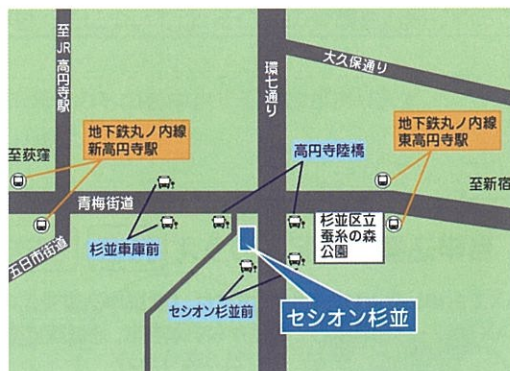 至JR高円寺駅
環七通り
大久保通り
地下鉄丸ノ内線
新高円寺駅
高円寺陸橋
地下鉄丸ノ内線
東高円寺駅
至荻窪
至新宿
青梅街道
五日市街道
杉並車庫前
杉並区立
蚕糸の森
公園
セシオン杉並前
セシオン杉並